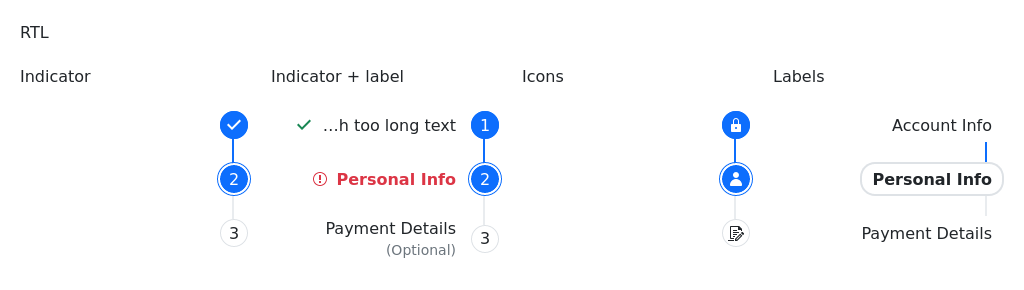 RTL
Indicator
2
3
Indicator + label
...h too long text 1
Personal Info 2
Payment Details
(Optional) 3
Icons
Labels
Account Info
Personal Info
Payment Details